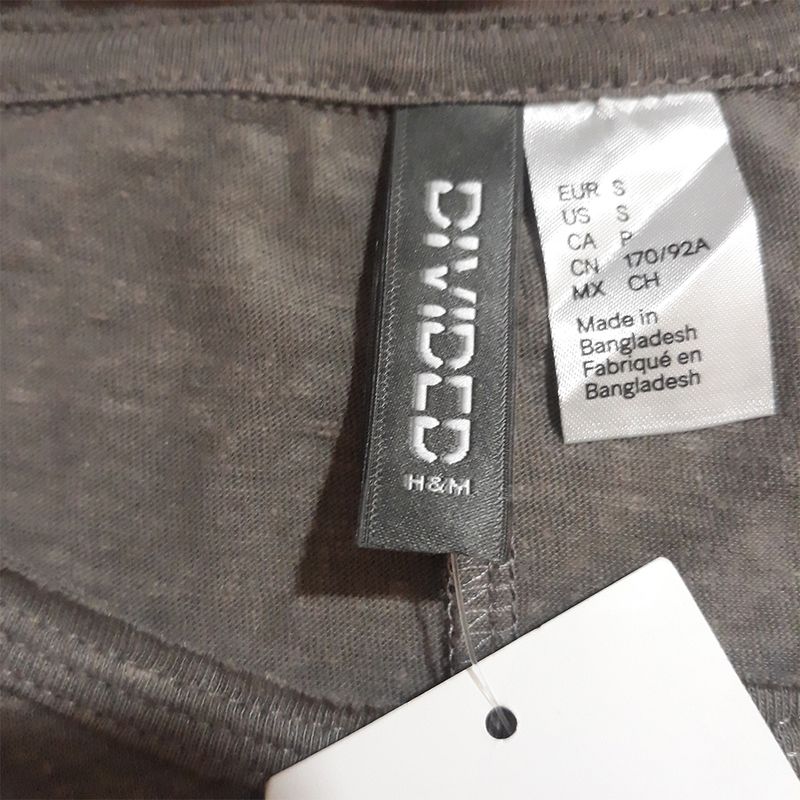 DIVIDED
H&M
EUR S
US S
CA P
CN 170/92A
MX CH
Made in
Bangladesh
Fabriqué en
Bangladesh